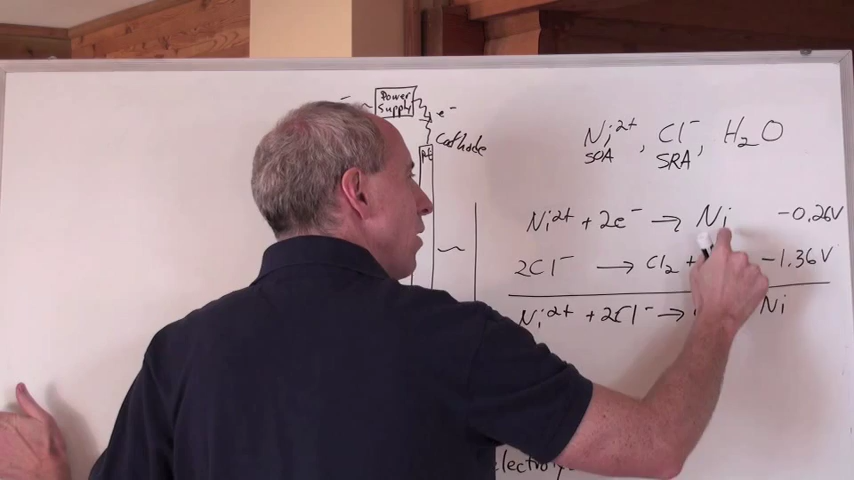 Power
Supply
e⁻
Cathode
Pt
Ni²⁺, Cl⁻, H₂O
SOA SRA
Ni²⁺ + 2e⁻ → Ni -0.26V
2Cl⁻ → Cl₂ + -1.36V
Ni²⁺ + 2Cl⁻ → Ni